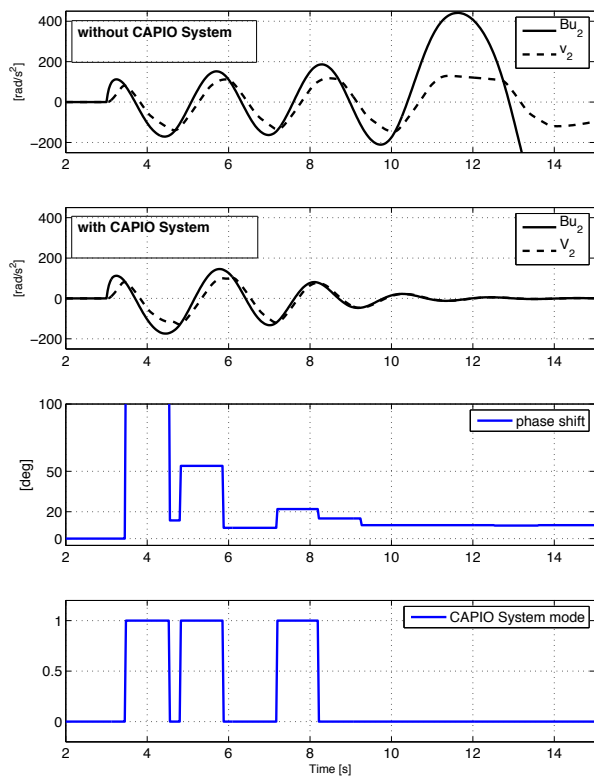 without CAPIO System
Bu2
v2
[rad/s2]
400
200
0
−200
2 4 6 8 10 12 14
with CAPIO System
Bu2
V2
[rad/s2]
400
200
0
−200
2 4 6 8 10 12 14
phase shift
[deg]
100
50
20
0
2 4 6 8 10 12 14
CAPIO System mode
1
0.5
0
2 4 6 8 10 12 14
Time [s]